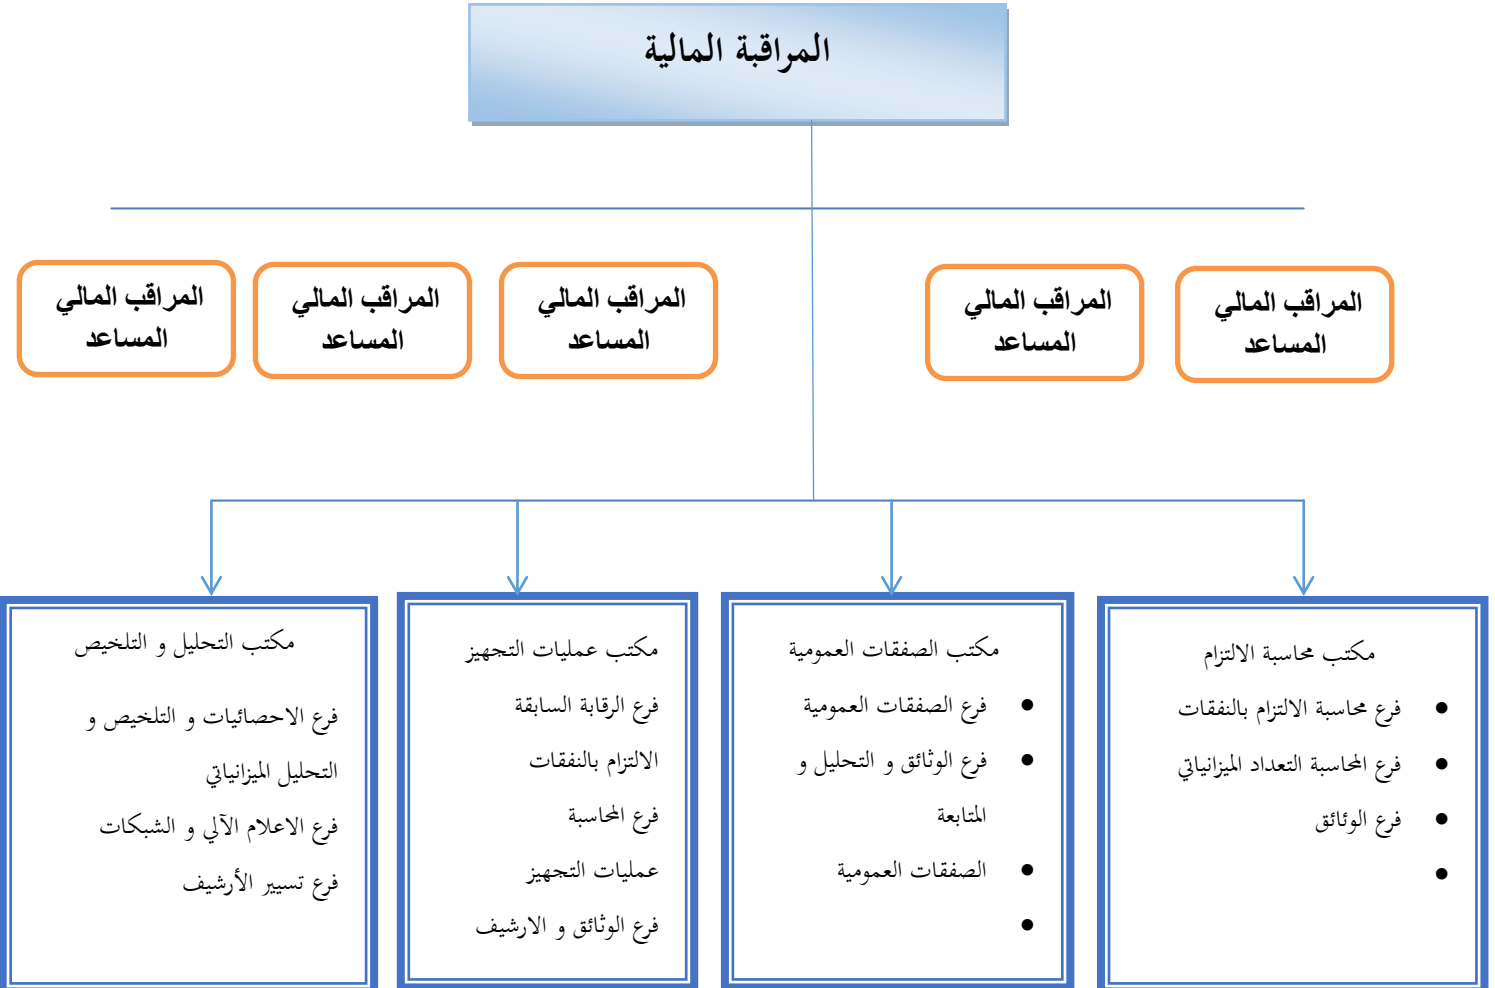 المراقبة المالية
المراقب المالي
المساعد
المراقب المالي
المساعد
المراقب المالي
المساعد
المراقب المالي
المساعد
المراقب المالي
المساعد
مكتب محاسبة الالتزام
● فرع محاسبة الالتزام بالنفقات
● فرع المحاسبة التعداد الميزانياتي
● فرع الوثائق
●
مكتب الصفقات العمومية
● فرع الصفقات العمومية
● فرع الوثائق و التحليل و
المتابعة
● الصفقات العمومية
●
مكتب عمليات التجهيز
فرع الرقابة السابقة
الالتزام بالنفقات
فرع المحاسبة
عمليات التجهيز
فرع الوثائق و الارشيف
مكتب التحليل و التلخيص
فرع الاحصائيات و التلخيص و
التحليل الميزانياتي
فرع الاعلام الآلي و الشبكات
فرع تسيير الأرشيف